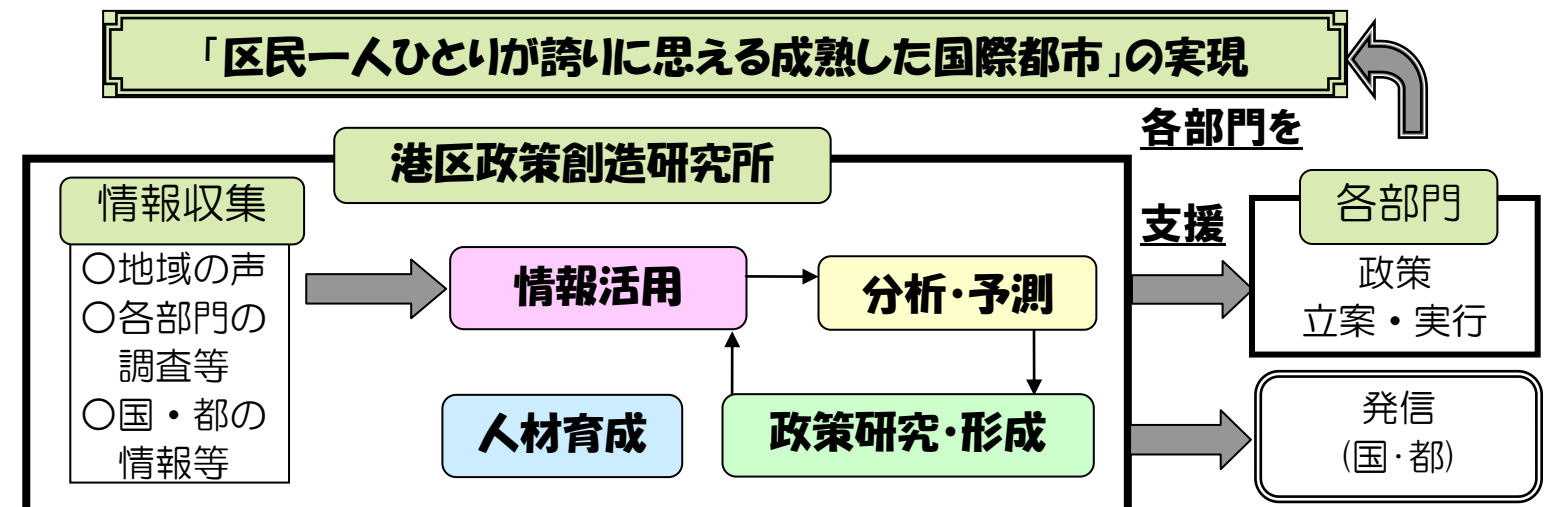 「区民一人ひとりが誇りに思える成熟した国際都市」の実現
港区政策創造研究所
情報収集
〇地域の声
〇各部門の
調査等
〇国・都の
情報等
情報活用
分析・予測
人材育成
政策研究・形成
各部門を
支援
各部門
政策
立案・実行
発信
(国・都)